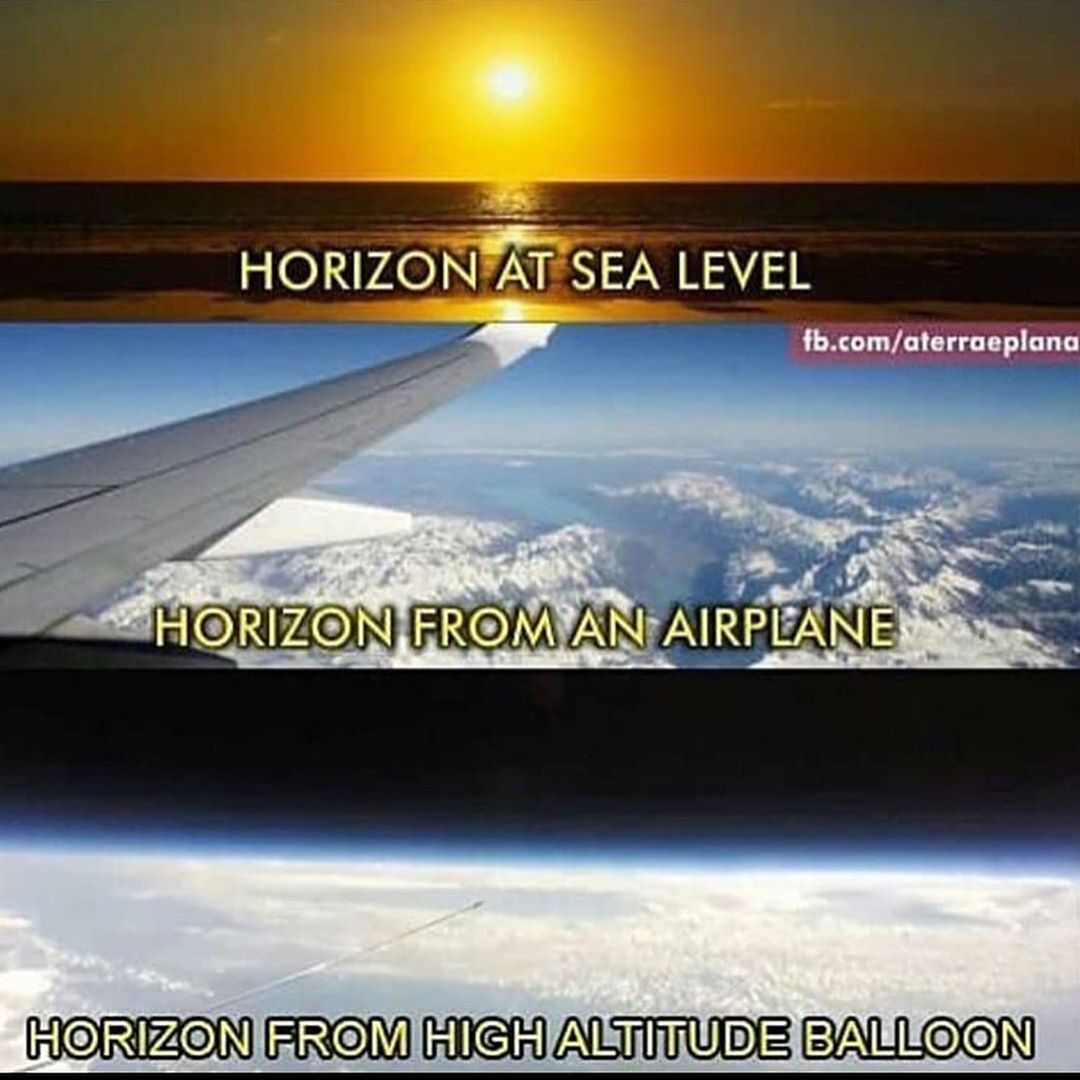 HORIZON AT SEA LEVEL
fb.com/aterraeplana
HORIZON FROM AN AIRPLANE
HORIZON FROM HIGH ALTITUDE BALLOON